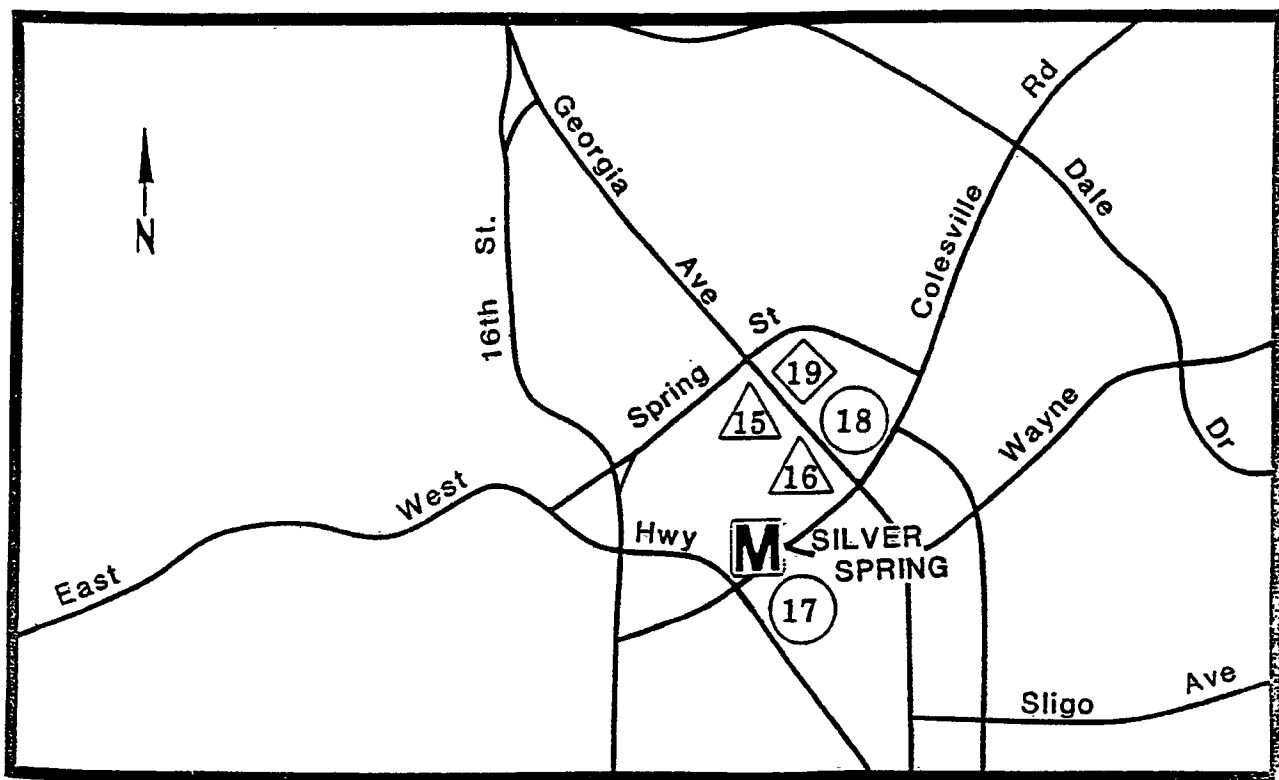 Rd
Georgia
Dale
N
St.
Colesville
Ave
St
16th
19
Spring
15
18
Wayne
Dr
16
West
Hwy
M
SILVER
SPRING
East
17
Sligo
Ave